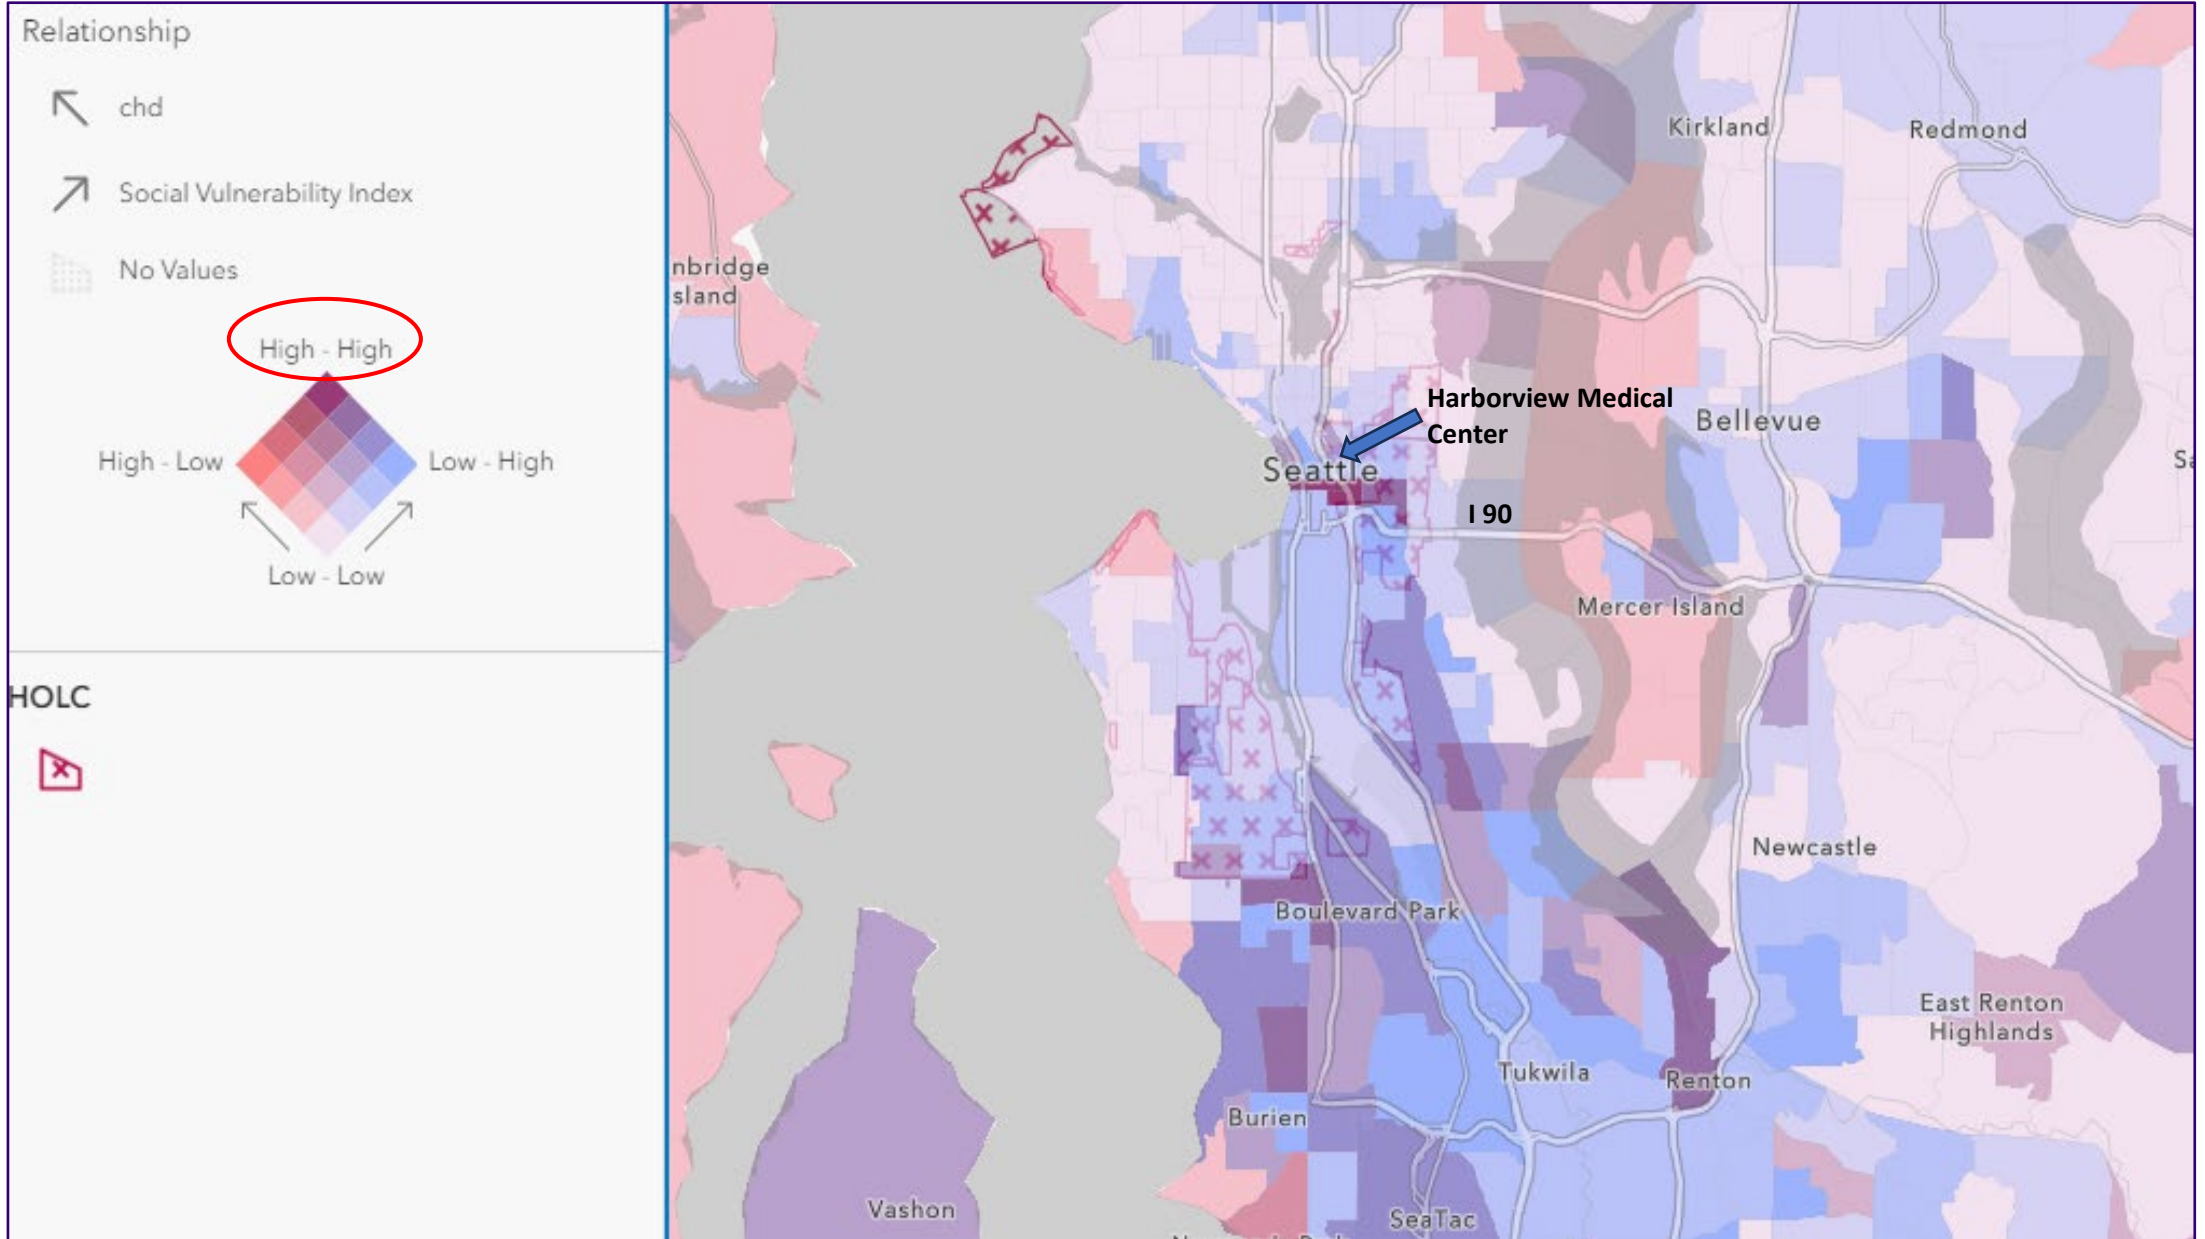 Relationship
chd
Social Vulnerability Index
No Values
High - High
High - Low
Low - High
Low - Low
HOLC
Kirkland
Redmond
nbridge
sland
Harborview Medical
Center
Bellevue
Seattle
I 90
Mercer Island
Newcastle
Boulevard Park
East Renton
Highlands
Tukwila
Renton
Burien
Vashon
SeaTac